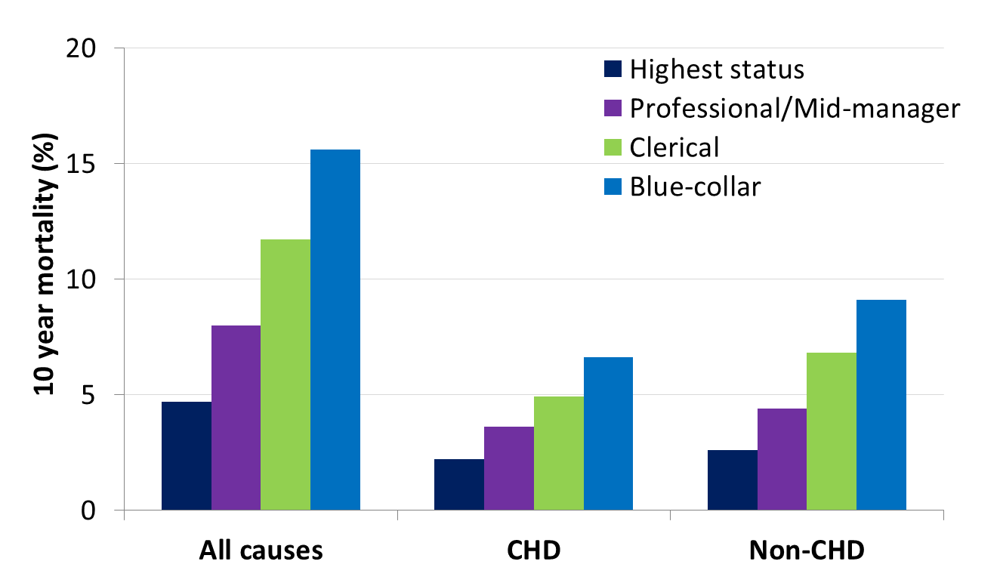 20
15
10
5
0
10 year mortality (%)
Highest status
Professional/Mid-manager
Clerical
Blue-collar
All causes
CHD
Non-CHD